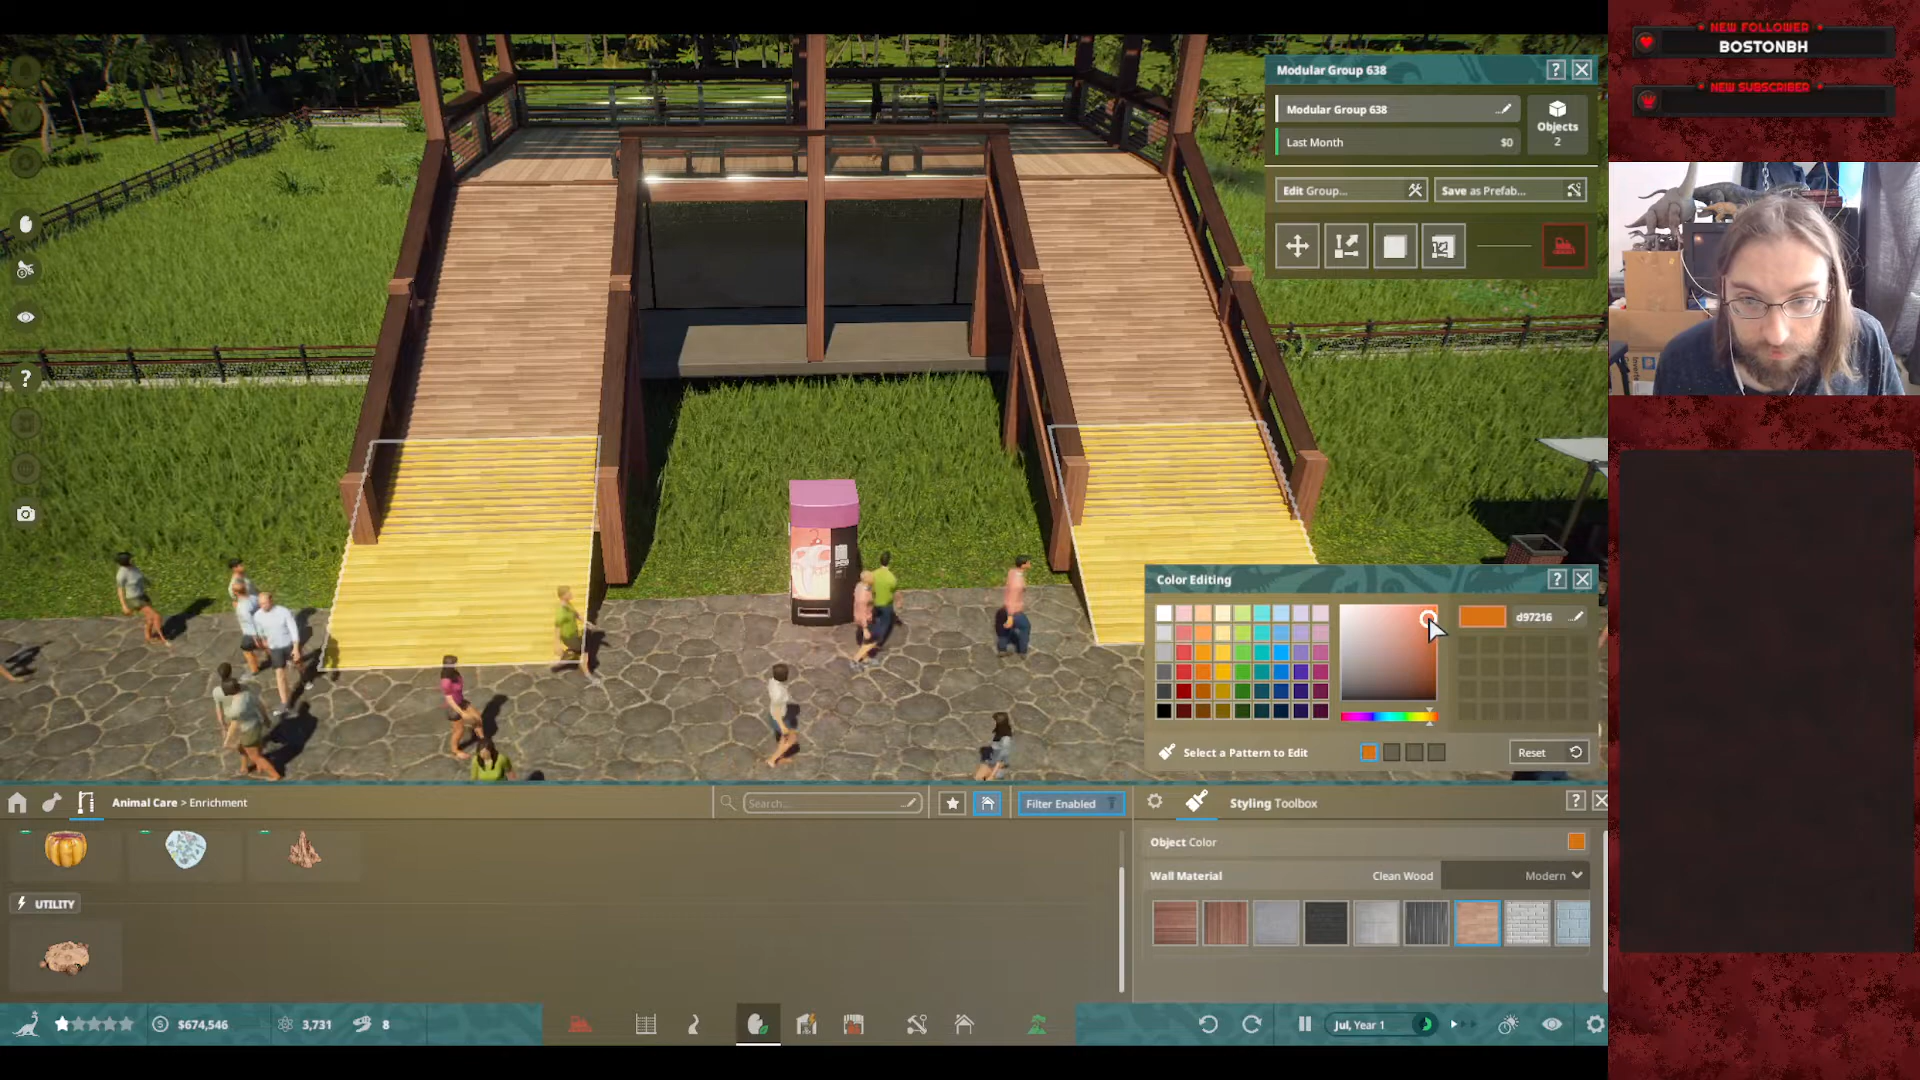 NEW FOLLOWER
BOSTONBH
NEW SUBSCRIBER
Modular Group 638
?
Modular Group 638
Last Month $0
Objects
2
Edit Group...
Save as Prefab...
?
Color Editing
?
d97216
Select a Pattern to Edit
Reset
Animal Care > Enrichment
Search...
Filter Enabled
Styling Toolbox
?
Object Color
Wall Material Clean Wood Modern
UTILITY
$674,546
3,731
8
Jul, Year 1